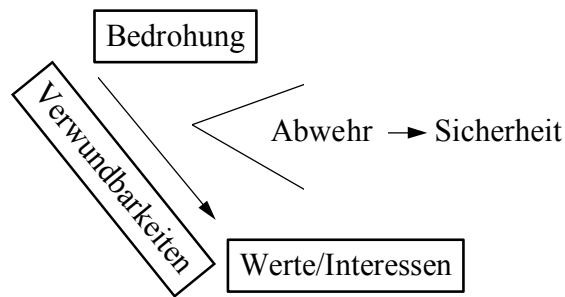 Bedrohung
Verwundbarkeiten
Abwehr
Sicherheit
Werte/Interessen